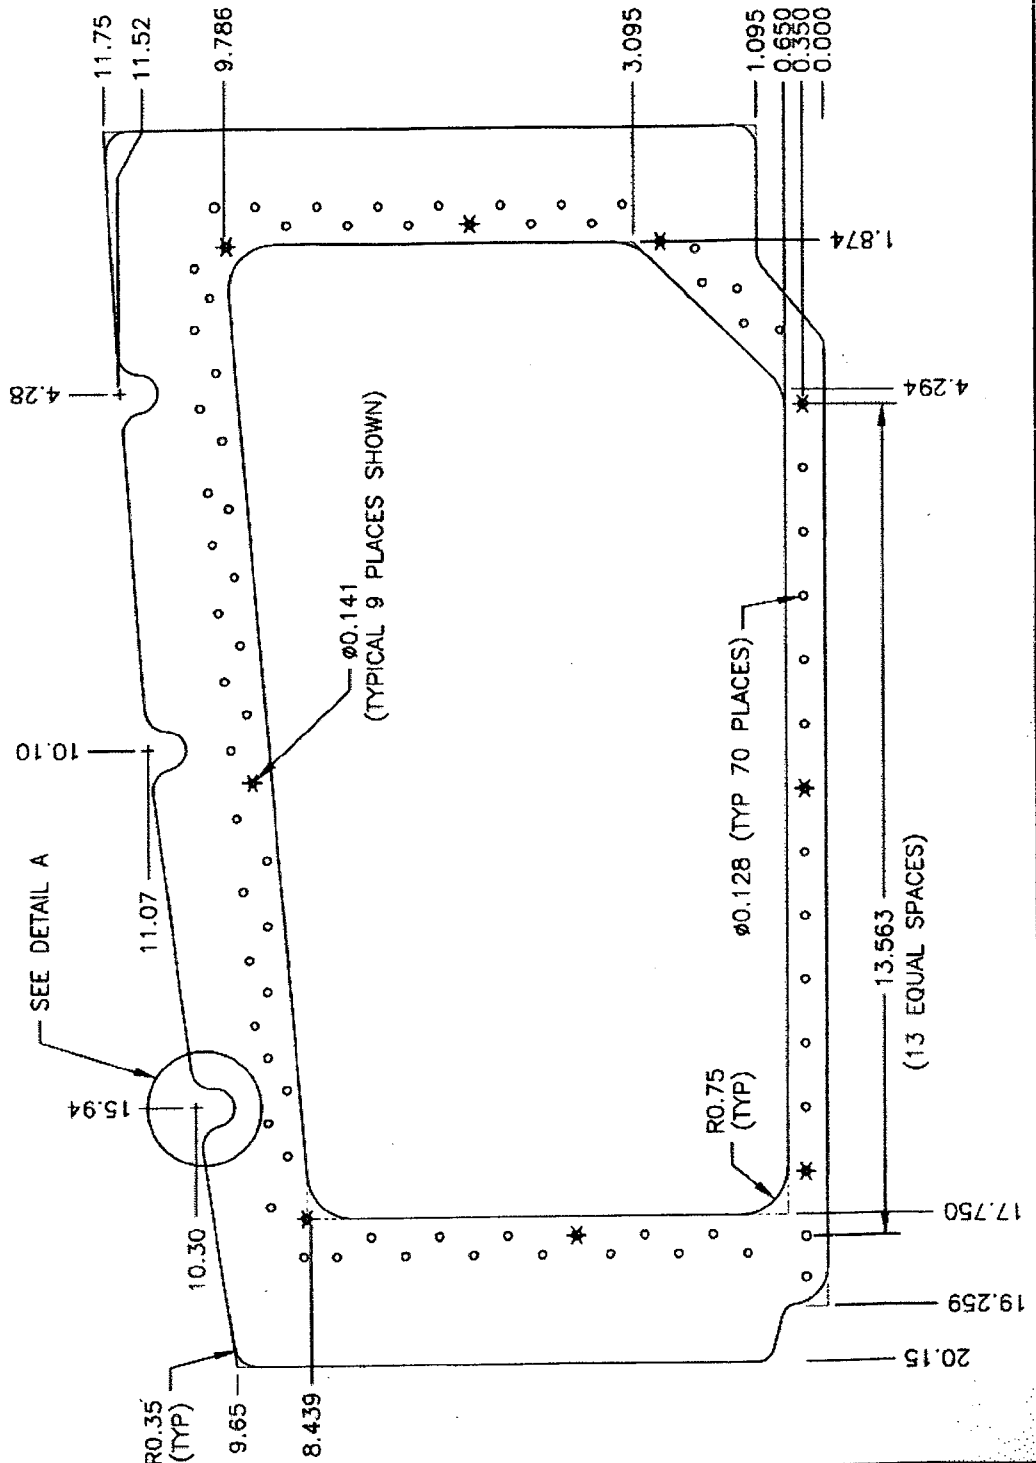 11.75
11.52
9.786
3.095
1.095
0.650
0.350
0.000
4.28
1.874
4.294
ø0.141
(TYPICAL 9 PLACES SHOWN)
10.10
11.07
SEE DETAIL A
ø0.128 (TYP 70 PLACES)
13.563
(13 EQUAL SPACES)
15.94
10.30
R0.75
(TYP)
17.750
19.259
20.15
R0.35
(TYP)
9.65
8.439